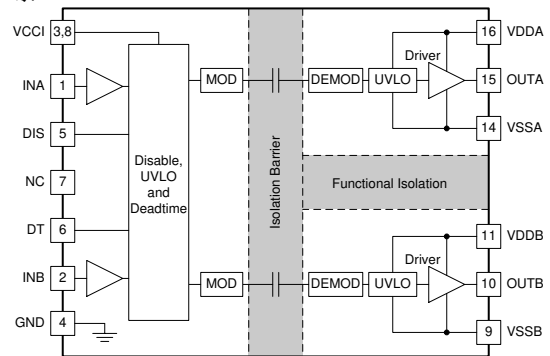 VCCI 3,8
16 VDDA
Driver
INA 1
MOD
DEMOD
UVLO
15 OUTA
DIS 5
14 VSSA
Disable,
UVLO
and
Deadtime
Isolation Barrier
Functional Isolation
NC 7
DT 6
11 VDDB
Driver
INB 2
MOD
DEMOD
UVLO
10 OUTB
GND 4
9 VSSB